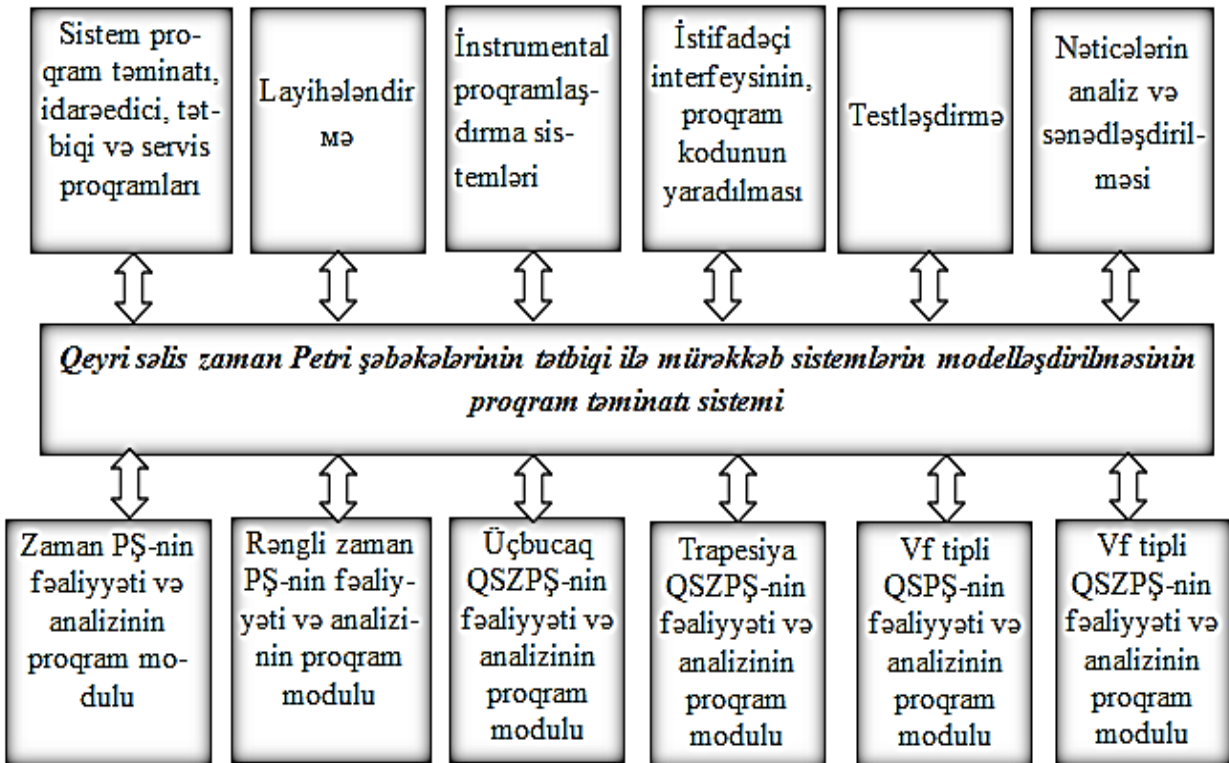 Sistem pro-
qram təminatı,
idarəedici, tət-
biqi və servis
proqramları
Layihələndir
mə
İnstrumental
proqramlaş-
dırma sis-
temləri
İstifadəçi
interfeysinin,
proqram
kodunun
yaradılması
Testləşdirmə
Nəticələrin
analiz və
sənədləşdiril-
məsi
Qeyri səlis zaman Petri şəbəkələrinin tətbiqi ilə mürəkkəb sistemlərin modelləşdirilməsinin
proqram təminatı sistemi
Zaman PŞ-nin
fəaliyyəti və
analizinin
proqram mo-
dulu
Rəngli zaman
PŞ-nin fəaliy-
yəti və analizi-
nin proqram
modulu
Üçbucaq
QSZPŞ-nin
fəaliyyəti və
analizinin
proqram
modulu
Trapesiya
QSZPŞ-nin
fəaliyyəti və
analizinin
proqram
modulu
Vf tipli
QSPŞ-nin
fəaliyyəti və
analizinin
proqram
modulu
Vf tipli
QSZPŞ-nin
fəaliyyəti və
analizinin
proqram
modulu